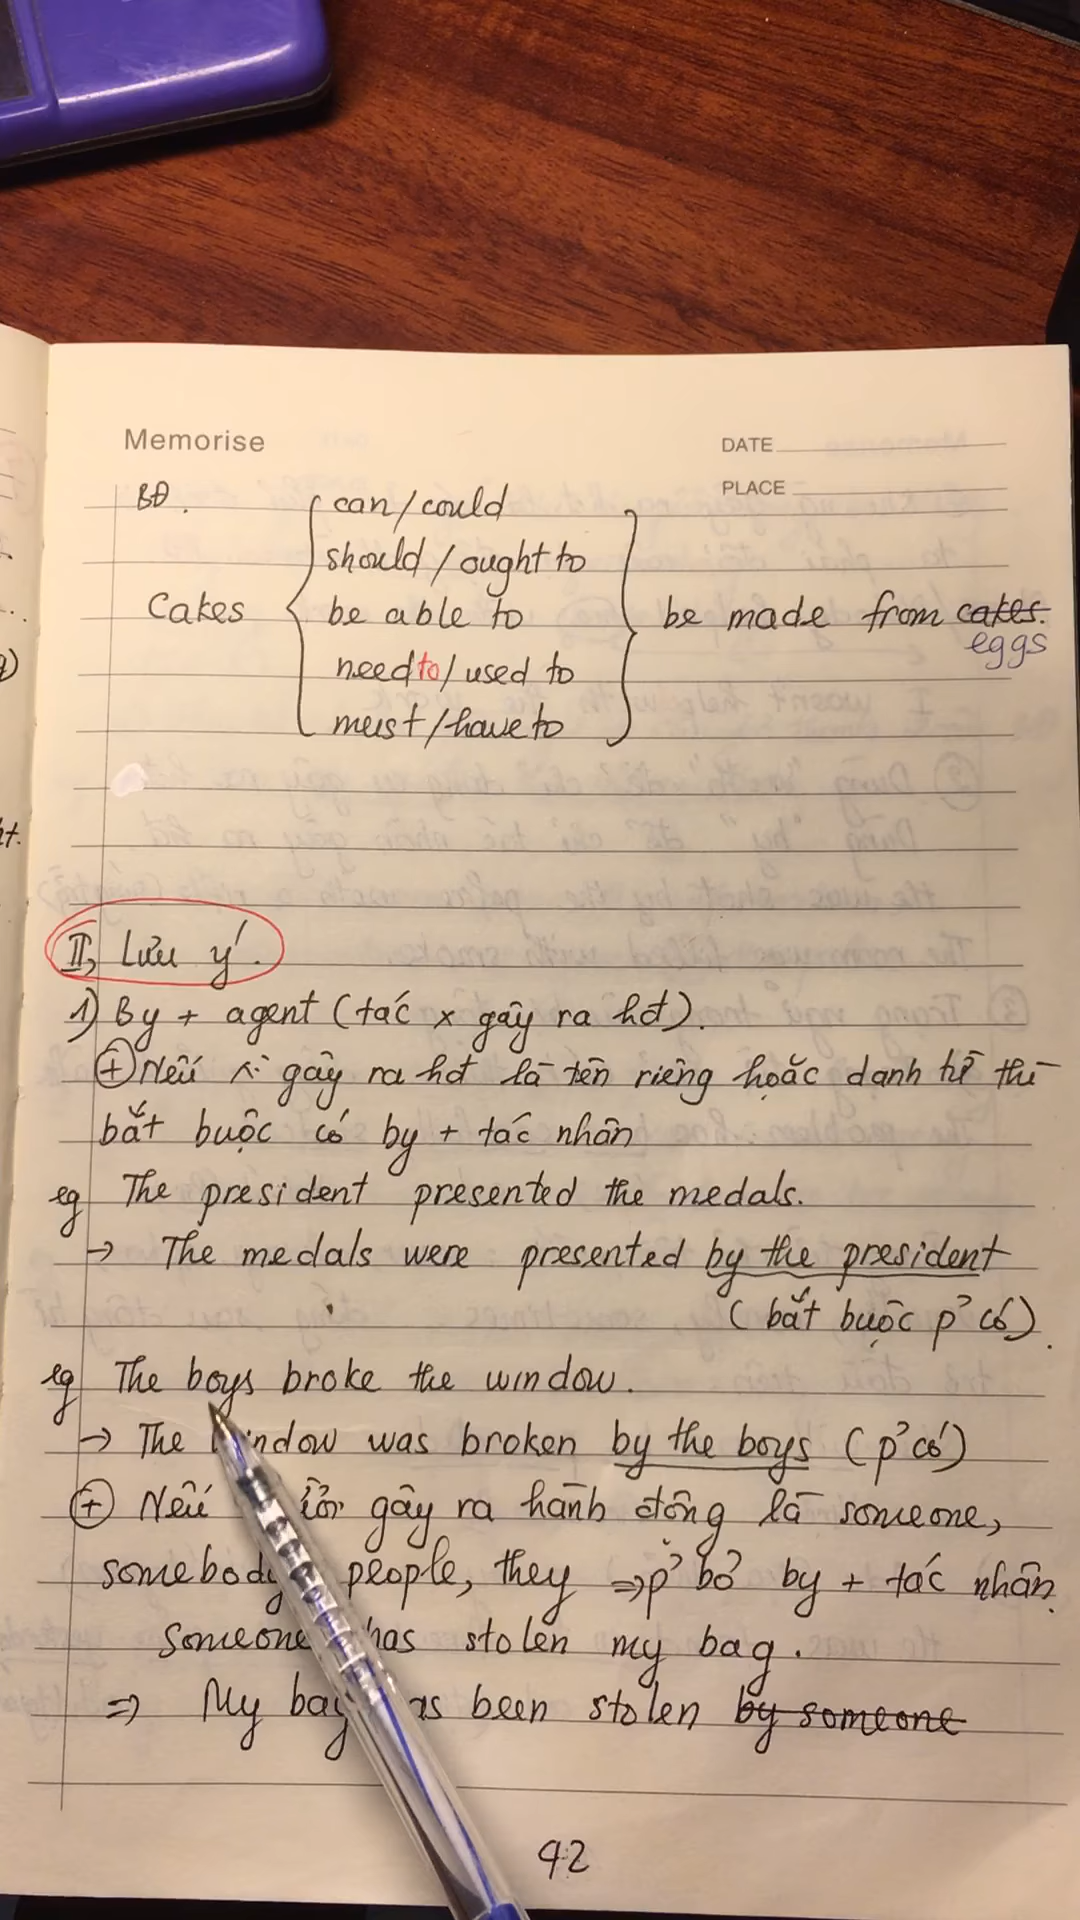 Memorise
DATE
PLACE
BĐ.
can/could
should/ought to
Cakes be able to be made from cakes.
eggs
need to/used to
must/have to
II, Lưu ý.
1) By + agent (tác x gây ra hđ).
+ Nếu x gây ra hđ là tên riêng hoặc danh từ thì
bắt buộc có by + tác nhân
eg The president presented the medals.
→ The medals were presented by the president
(bắt buộc p² có).
eg The boys broke the window.
→ The window was broken by the boys (p² có)
+ Nếu gây ra hành động là someone,
somebody people, they ⇒ p² bỏ by + tác nhân.
Someone has stolen my bag.
⇒ My bag been stolen by someone
42